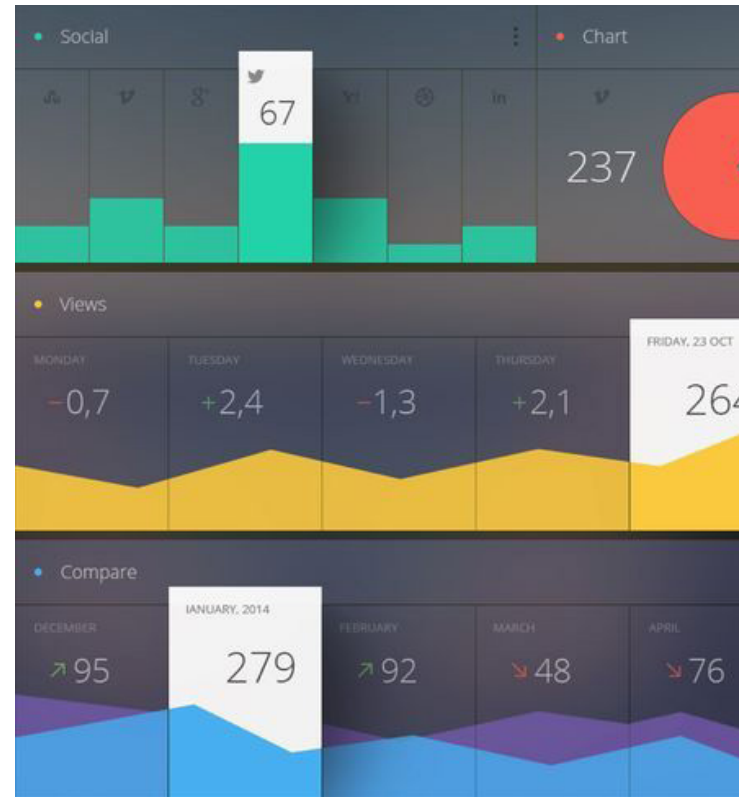 Social
Chart
67
237
Views
MONDAY
TUESDAY
WEDNESDAY
THURSDAY
FRIDAY, 23 OCT
-0,7
+2,4
-1,3
+2,1
264
Compare
DECEMBER
IANUARY, 2014
FEBRUARY
MARCH
APRIL
95
279
92
48
76